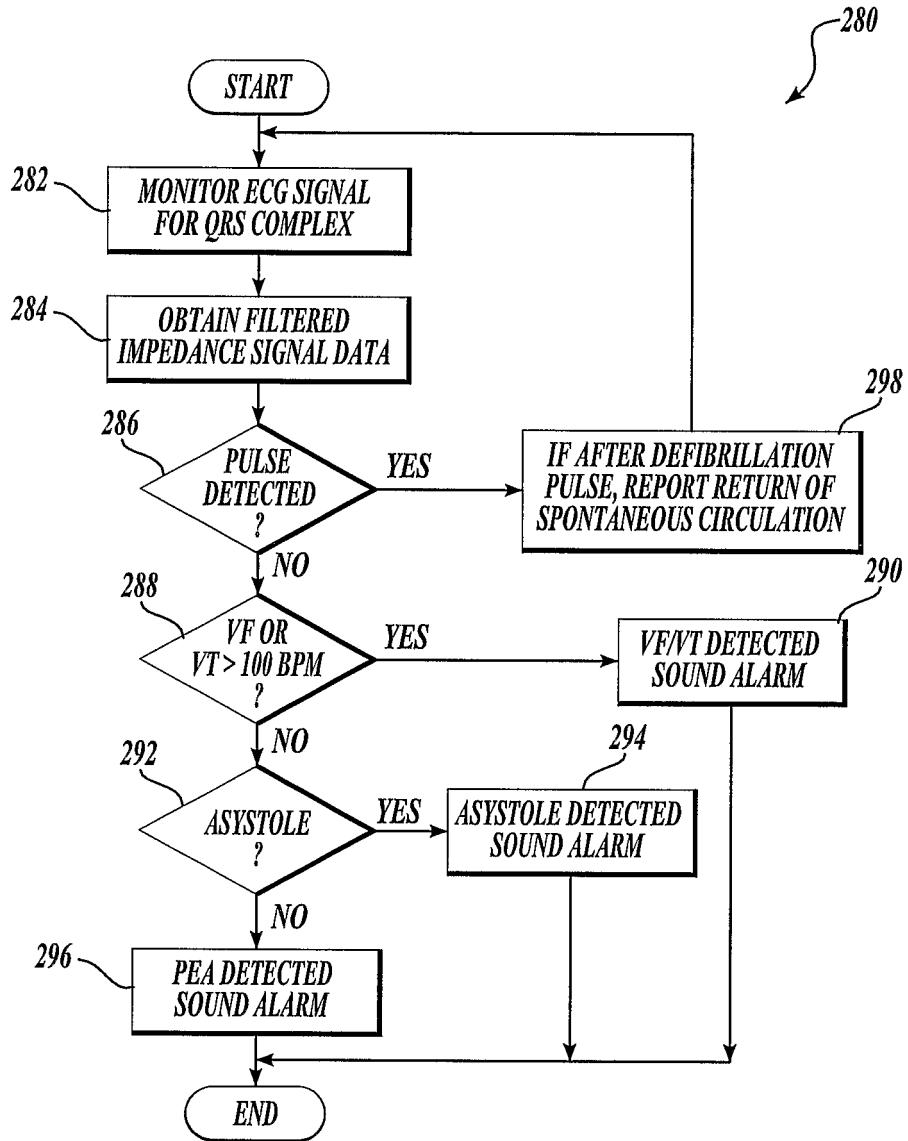 280
START
282
MONITOR ECG SIGNAL
FOR QRS COMPLEX
284
OBTAIN FILTERED
IMPEDANCE SIGNAL DATA
286
PULSE
DETECTED
?
YES
298
IF AFTER DEFIBRILLATION
PULSE, REPORT RETURN OF
SPONTANEOUS CIRCULATION
NO
288
VF OR
VT > 100 BPM
?
YES
290
VF/VT DETECTED
SOUND ALARM
NO
292
ASYSTOLE
?
YES
294
ASYSTOLE DETECTED
SOUND ALARM
NO
296
PEA DETECTED
SOUND ALARM
END